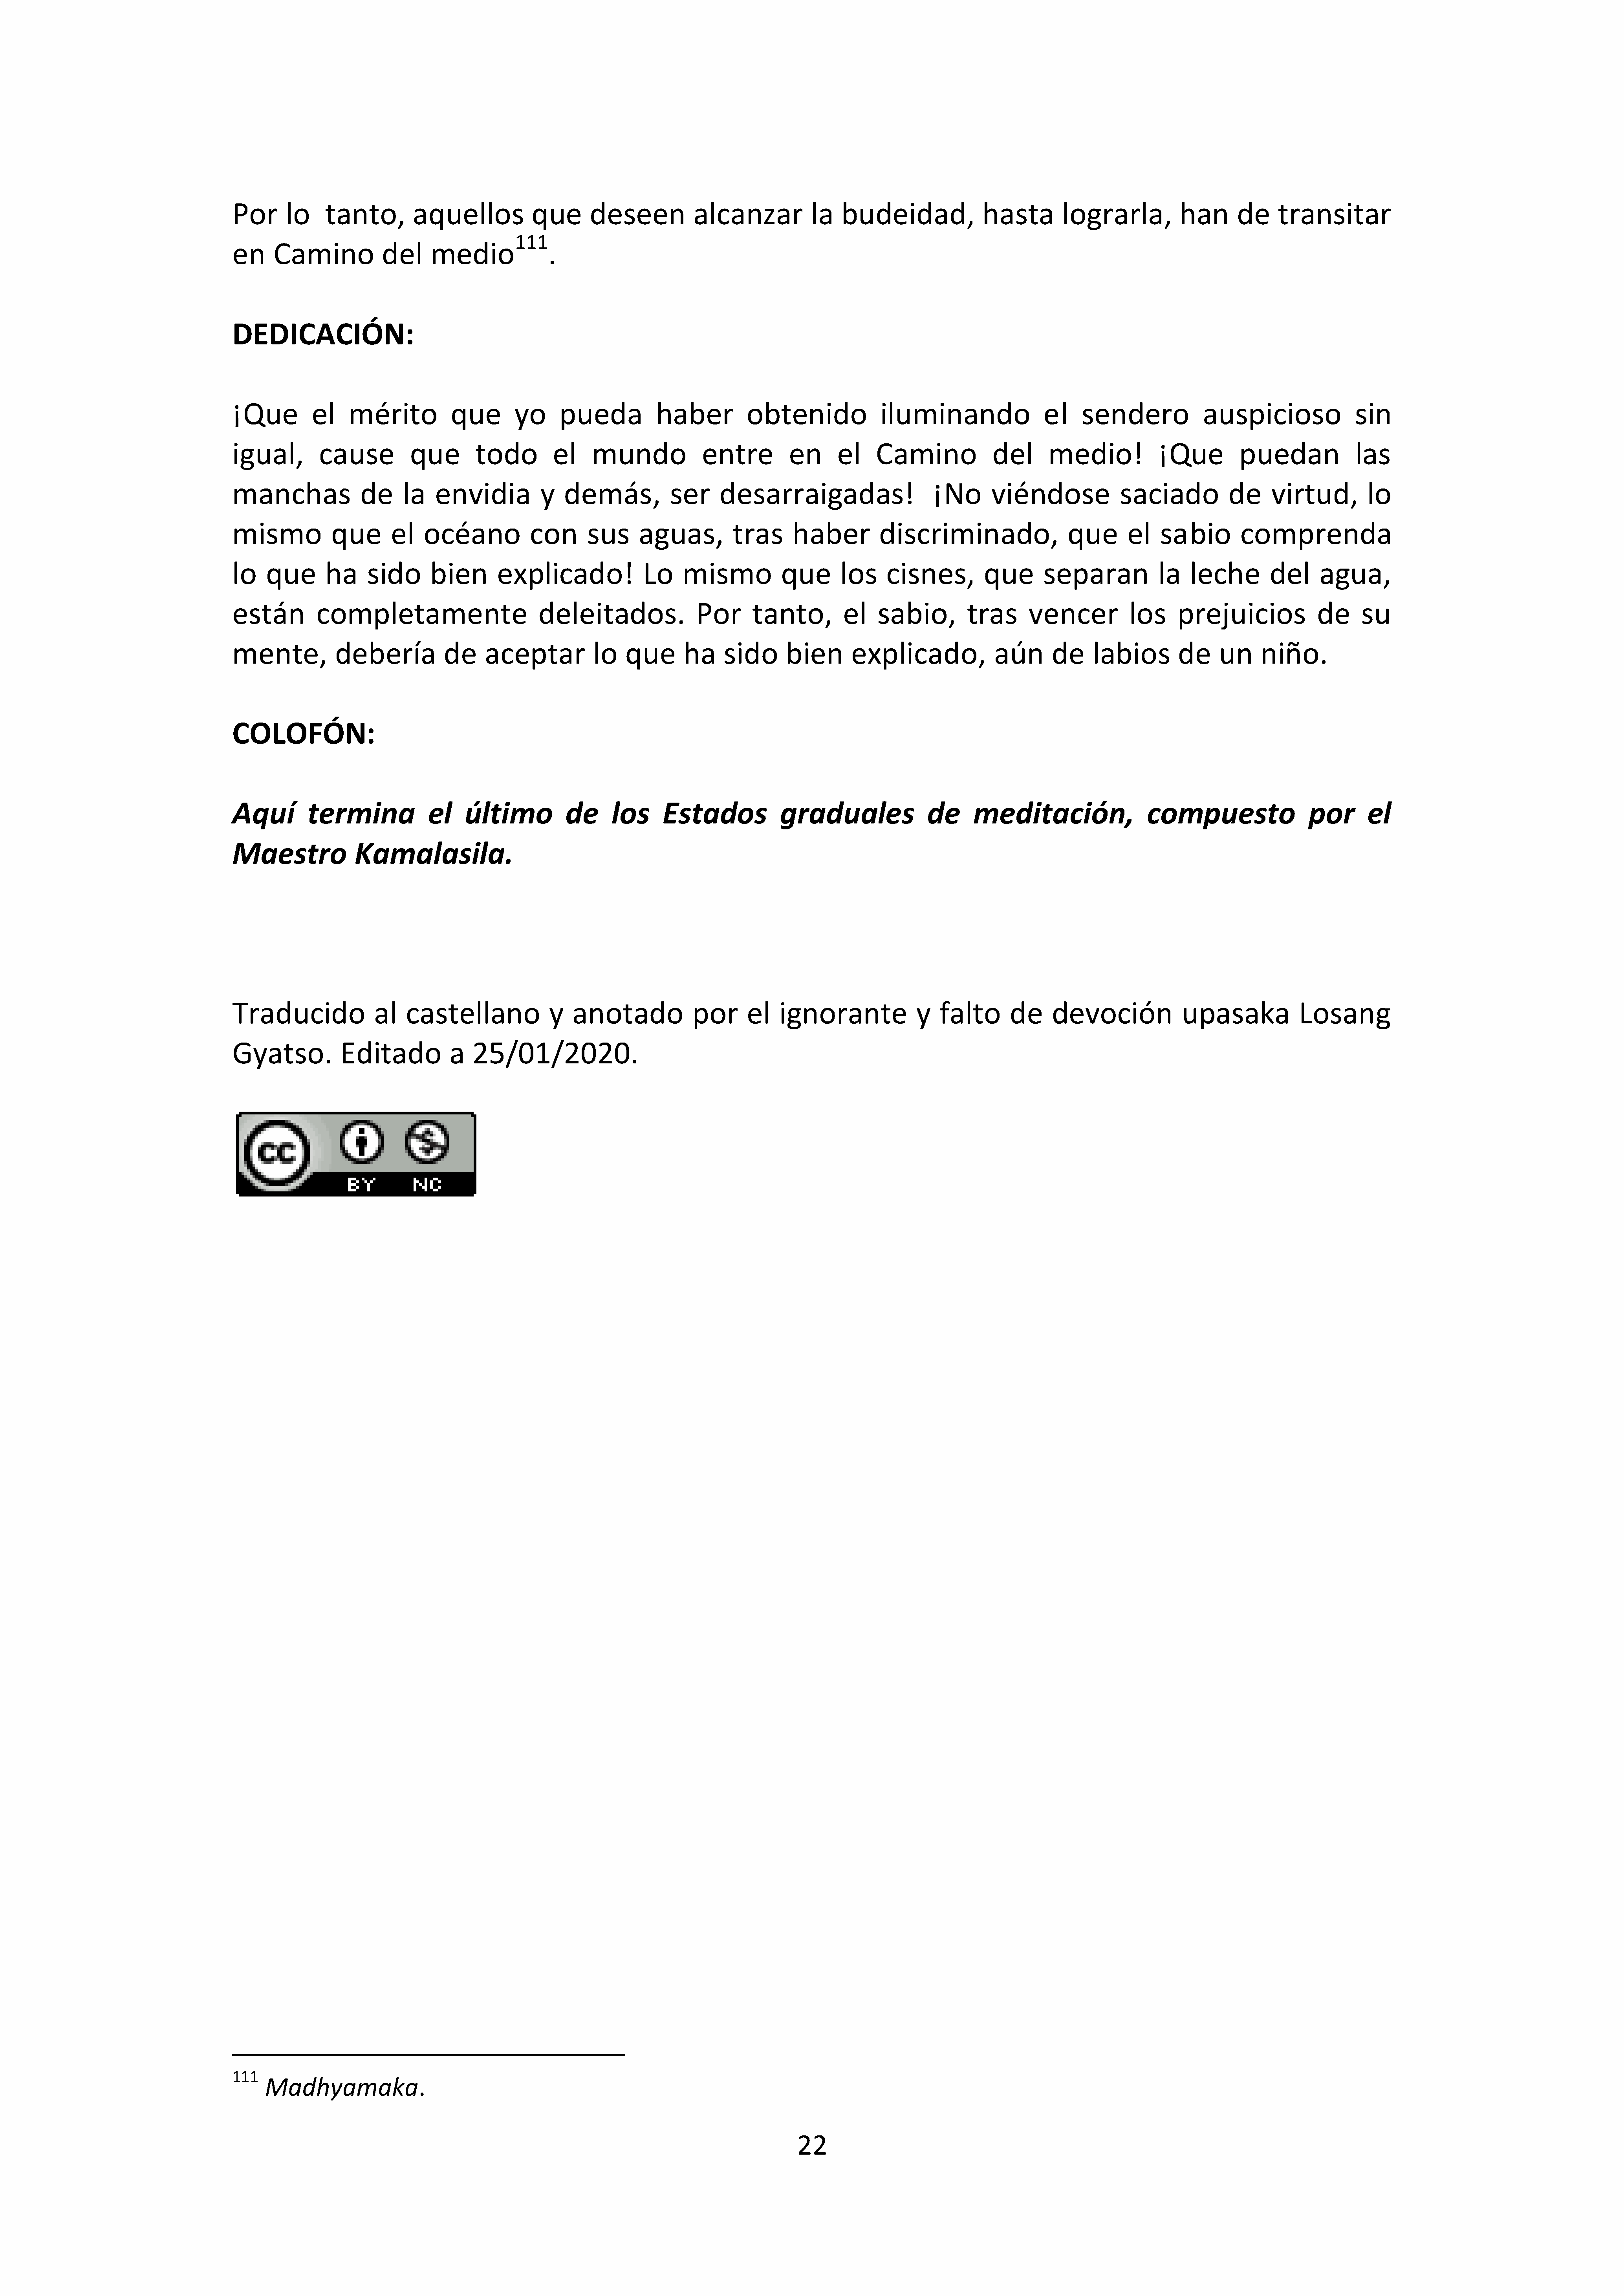 Por lo  tanto, aquellos que deseen alcanzar la budeidad, hasta lograrla, han de transitar
en Camino del medio111.
DEDICACIÓN:
¡Que el mérito que yo pueda haber obtenido iluminando el sendero auspicioso sin
igual, cause que todo el mundo entre en el Camino del medio! ¡Que puedan las
manchas de la envidia y demás, ser desarraigadas!  ¡No viéndose saciado de virtud, lo
mismo que el océano con sus aguas, tras haber discriminado, que el sabio comprenda
lo que ha sido bien explicado! Lo mismo que los cisnes, que separan la leche del agua,
están completamente deleitados. Por tanto, el sabio, tras vencer los prejuicios de su
mente, debería de aceptar lo que ha sido bien explicado, aún de labios de un niño.
COLOFÓN:
Aquí termina el último de los Estados graduales de meditación, compuesto por el
Maestro Kamalasila.
Traducido al castellano y anotado por el ignorante y falto de devoción upasaka Losang
Gyatso. Editado a 25/01/2020.
cc
BY NC
111 Madhyamaka.
22